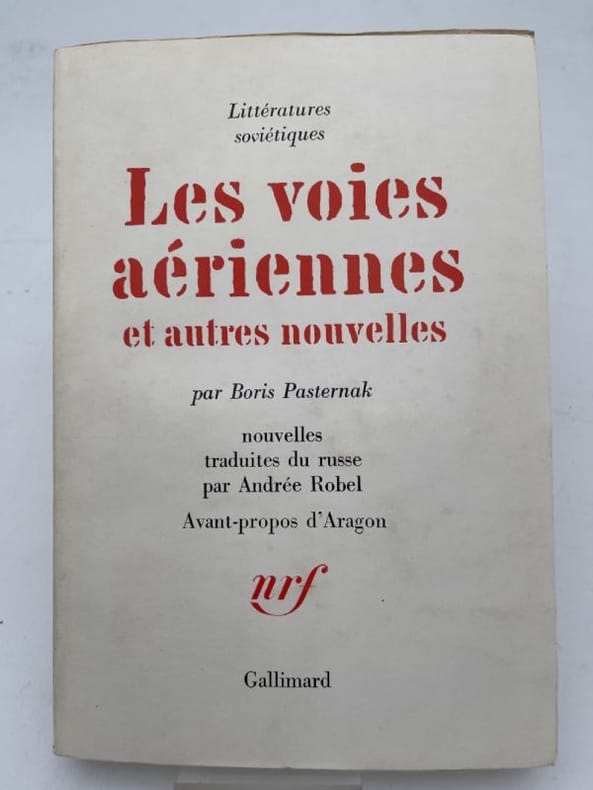 Littératures
soviétiques
Les voies
aériennes
et autres nouvelles
par Boris Pasternak
nouvelles
traduites du russe
par Andrée Robel
Avant-propos d'Aragon
nrf
Gallimard